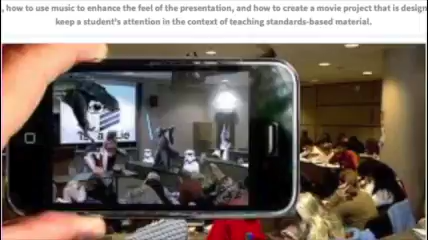 , how to use music to enhance the feel of the presentation, and how to create a movie project that is design
keep a student's attention in the context of teaching standards-based material.